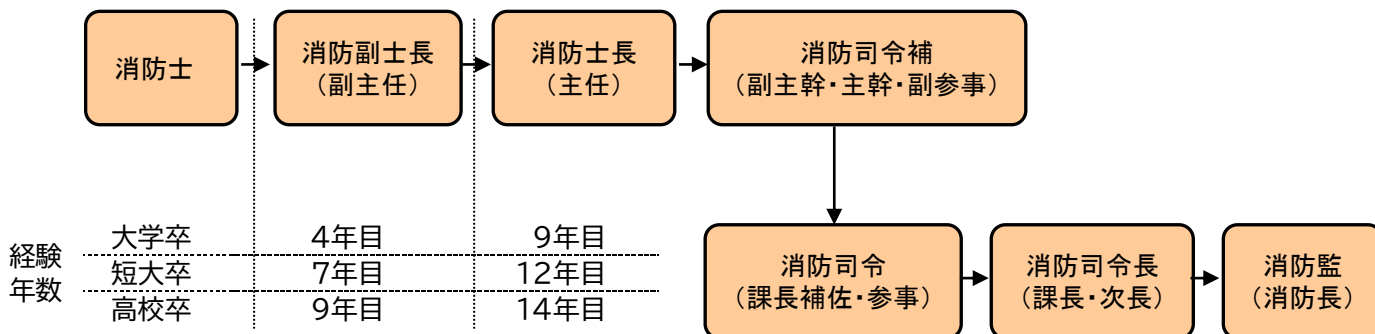 消防士
消防副士長
(副主任)
消防士長
(主任)
消防司令補
(副主幹・主幹・副参事)
経験
年数
大学卒 4年目 9年目
短大卒 7年目 12年目
高校卒 9年目 14年目
消防司令
(課長補佐・参事)
消防司令長
(課長・次長)
消防監
(消防長)